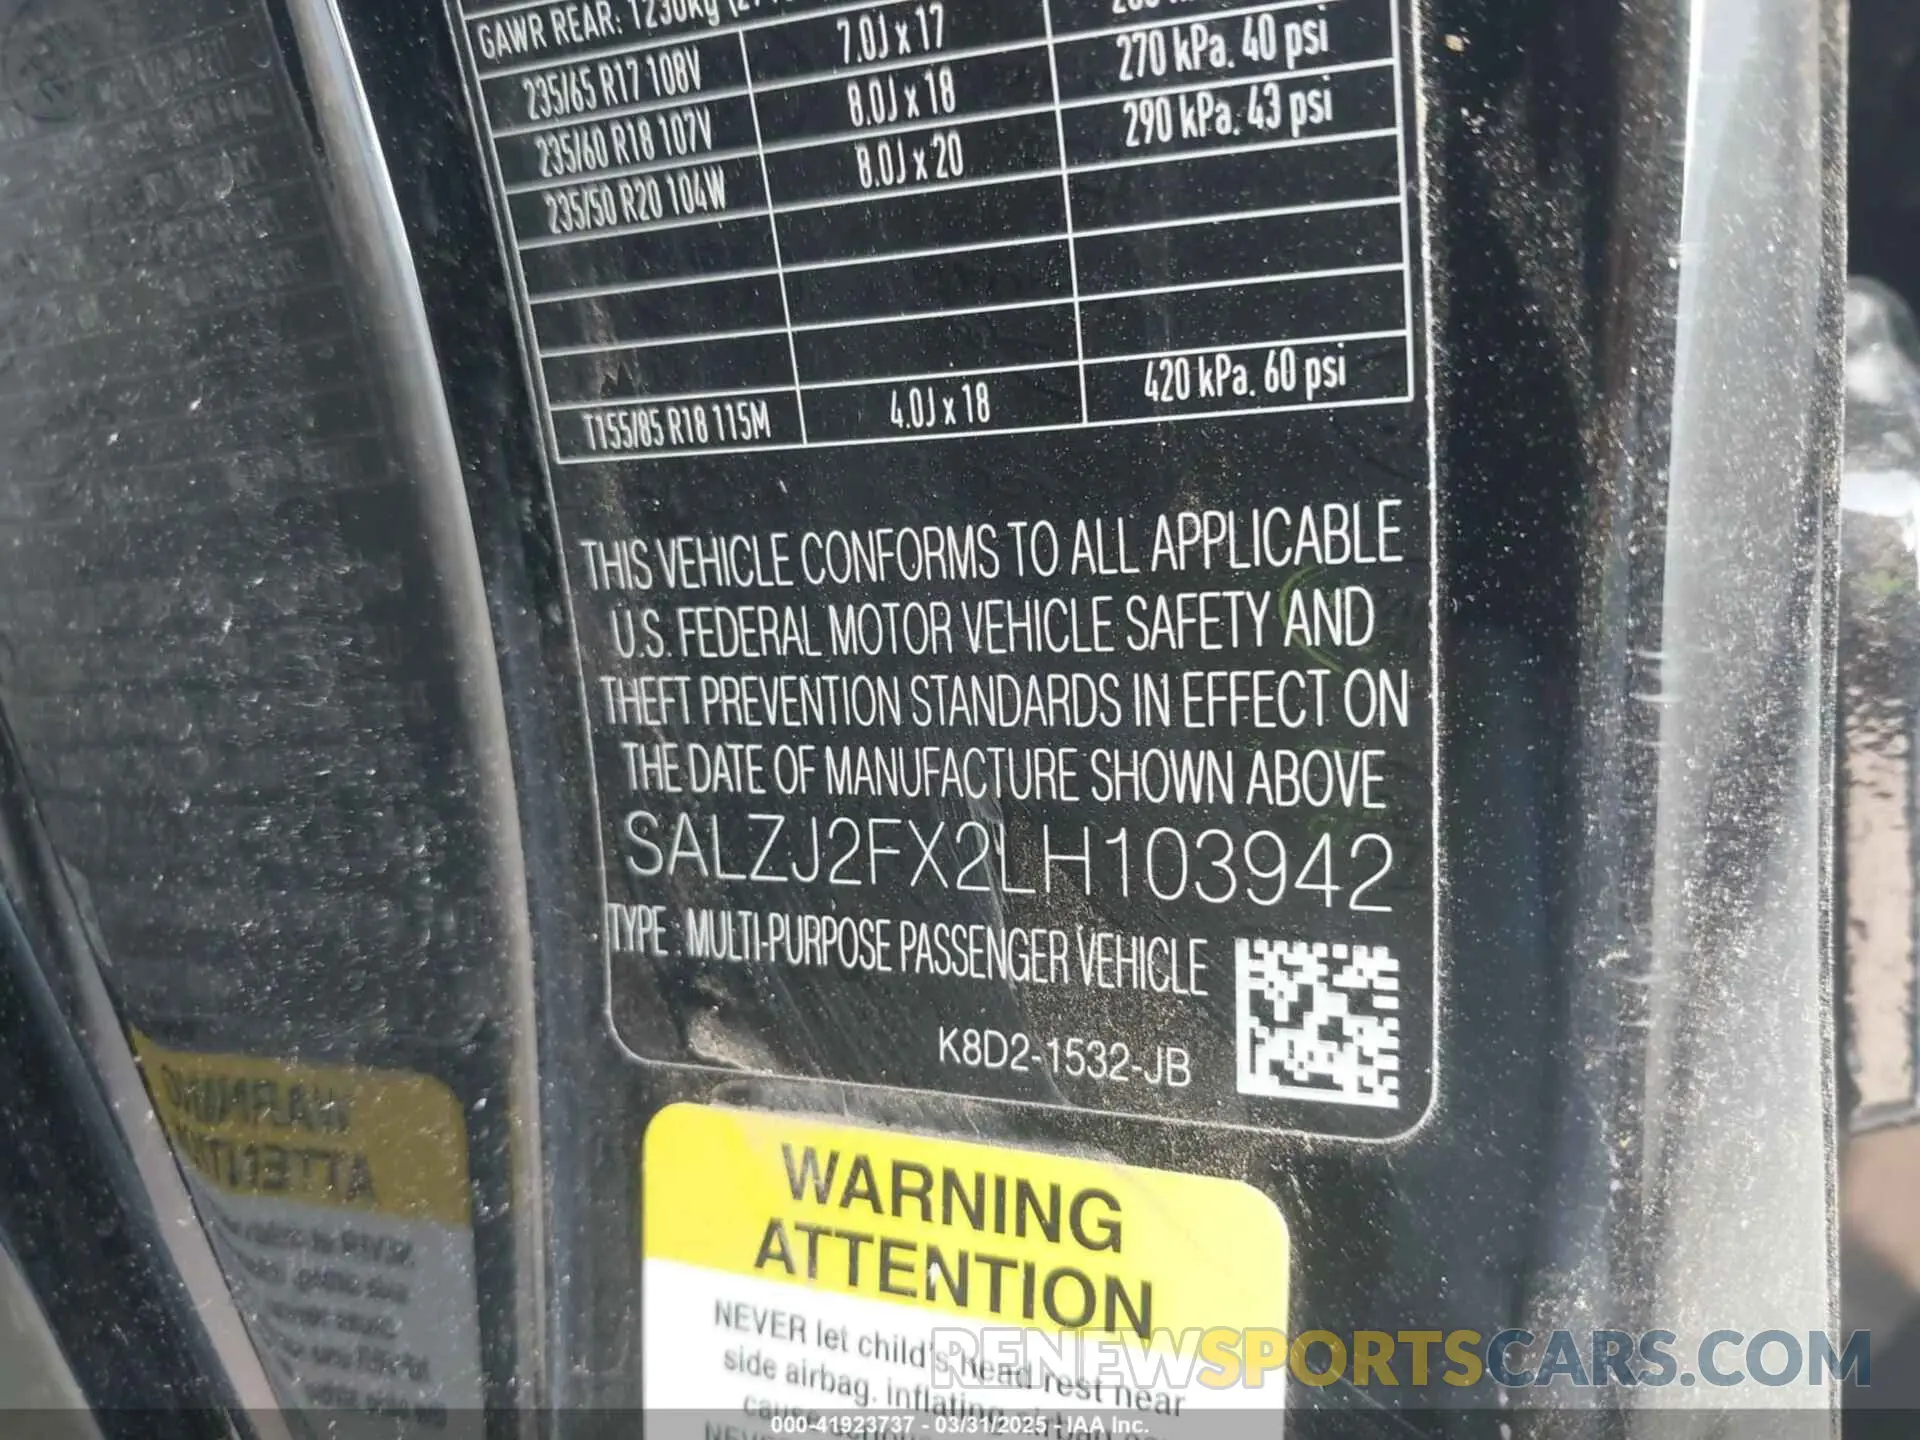 GAWR REAR: 1230kg
235/65 R17 108V 7.0J x 17
235/60 R18 107V 8.0J x 18 270 kPa. 40 psi
235/50 R20 104W 8.0J x 20 290 kPa. 43 psi
T155/85 R18 115M 4.0J x 18 420 kPa. 60 psi
THIS VEHICLE CONFORMS TO ALL APPLICABLE
U.S. FEDERAL MOTOR VEHICLE SAFETY AND
THEFT PREVENTION STANDARDS IN EFFECT ON
THE DATE OF MANUFACTURE SHOWN ABOVE
SALZJ2FX2LH103942
TYPE : MULTI-PURPOSE PASSENGER VEHICLE
K8D2-1532-JB
WARNING
ATTENTION
NEVER let child's head rest near
side airbag. inflating airbag can
RENEWSPORTSCARS.COM
000-41923737 - 03/31/2025 - IAA Inc.